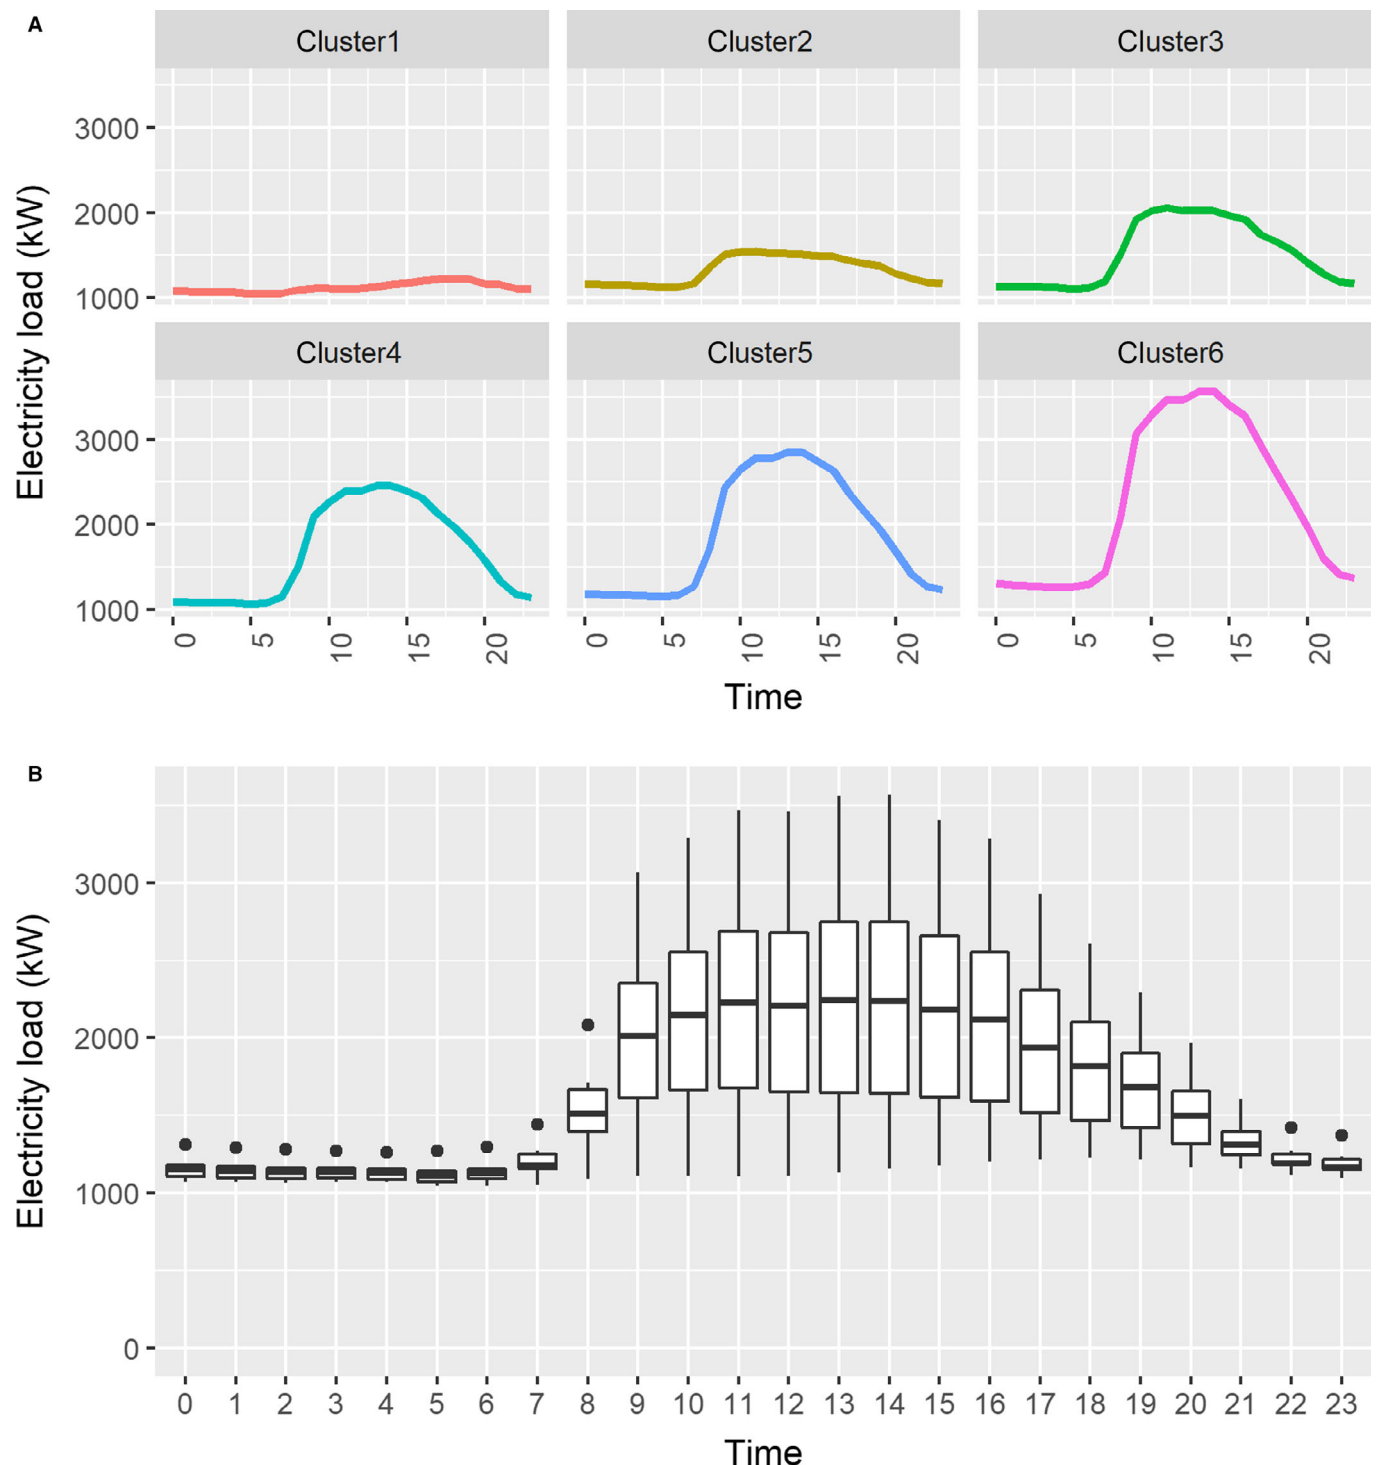 A
Cluster1 Cluster2 Cluster3
3000
2000
1000
Cluster4 Cluster5 Cluster6
3000
2000
1000
Electricity load (kW)
0 5 10 15 20 0 5 10 15 20 0 5 10 15 20
Time
B
3000
2000
1000
0
Electricity load (kW)
0 1 2 3 4 5 6 7 8 9 10 11 12 13 14 15 16 17 18 19 20 21 22 23
Time